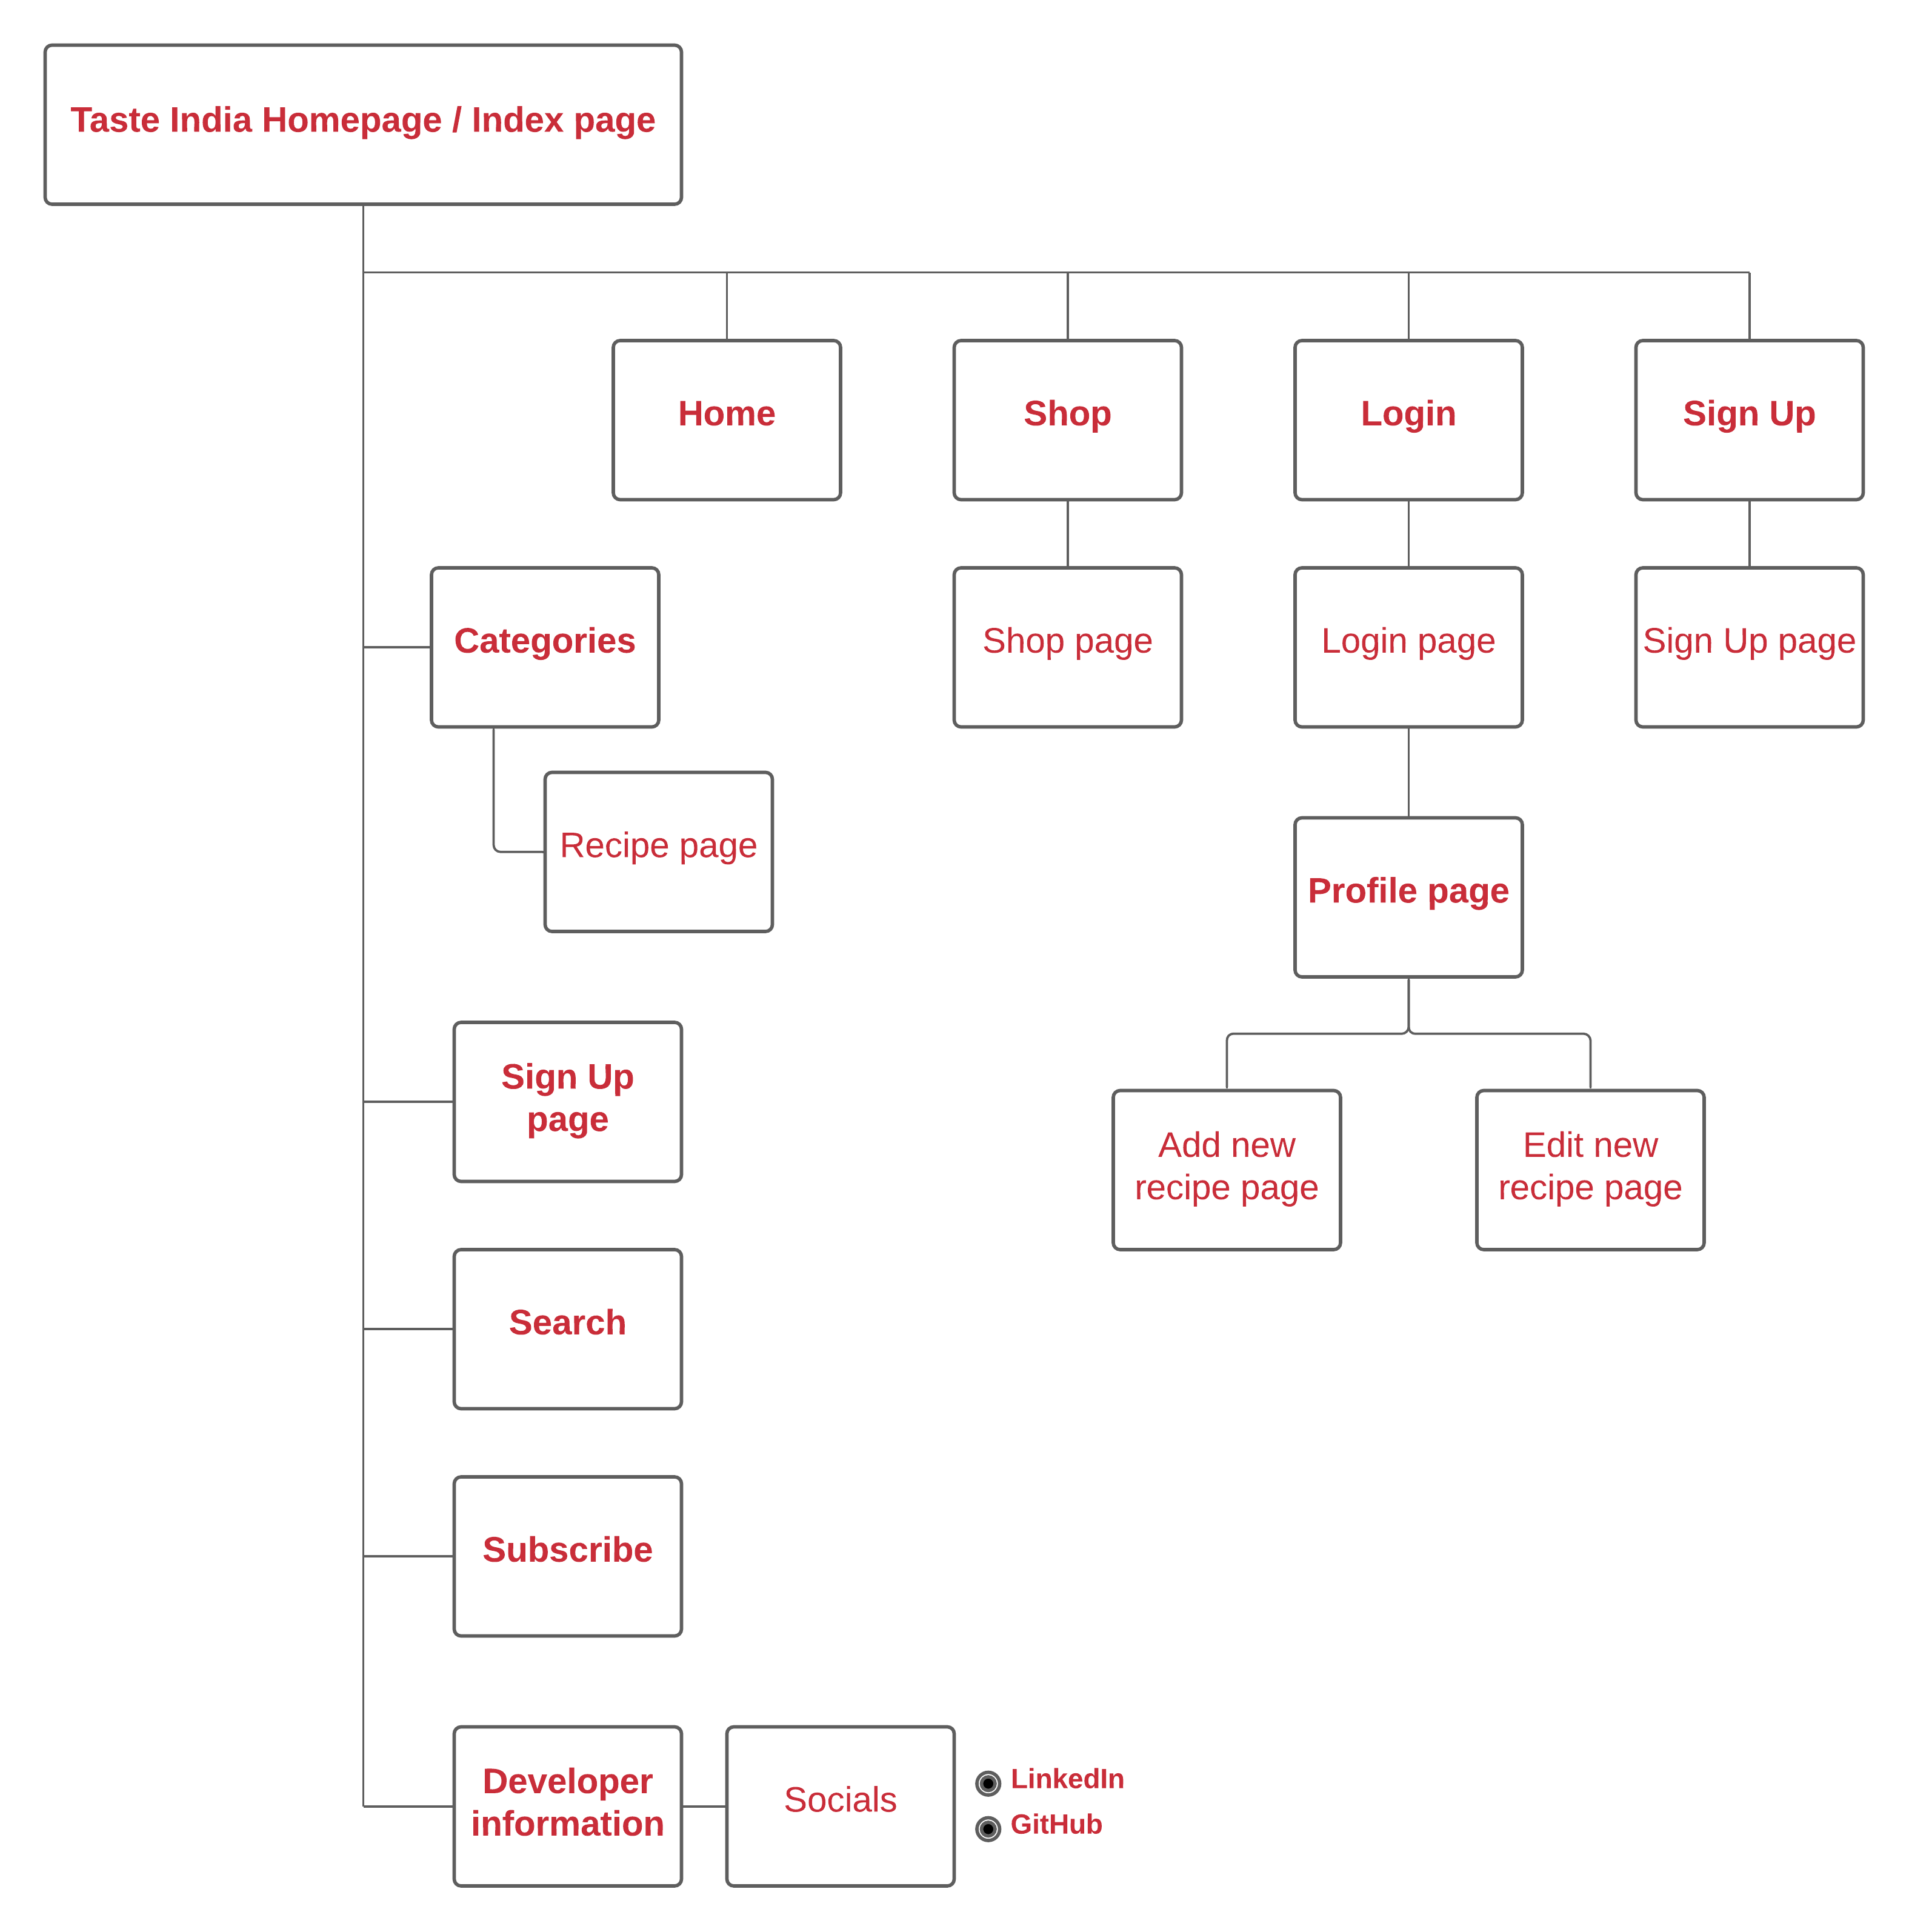 Taste India Homepage / Index page
Home
Shop
Login
Sign Up
Categories
Shop page
Login page
Sign Up page
Recipe page
Profile page
Sign Up
page
Add new
recipe page
Edit new
recipe page
Search
Subscribe
Developer
information
Socials
LinkedIn
GitHub